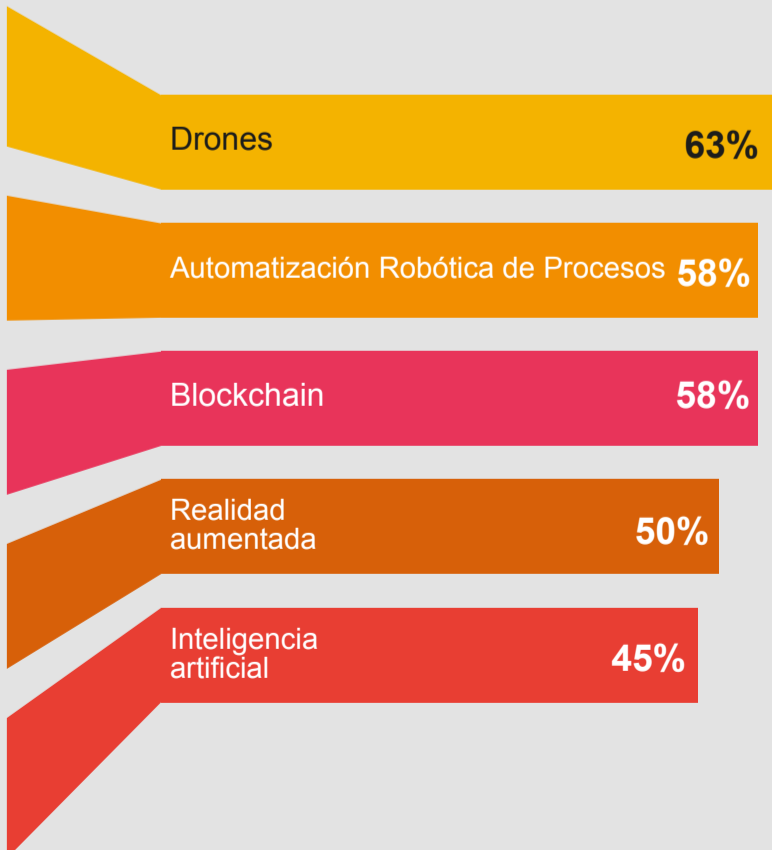 Drones 63%
Automatización Robótica de Procesos 58%
Blockchain 58%
Realidad
aumentada 50%
Inteligencia
artificial 45%